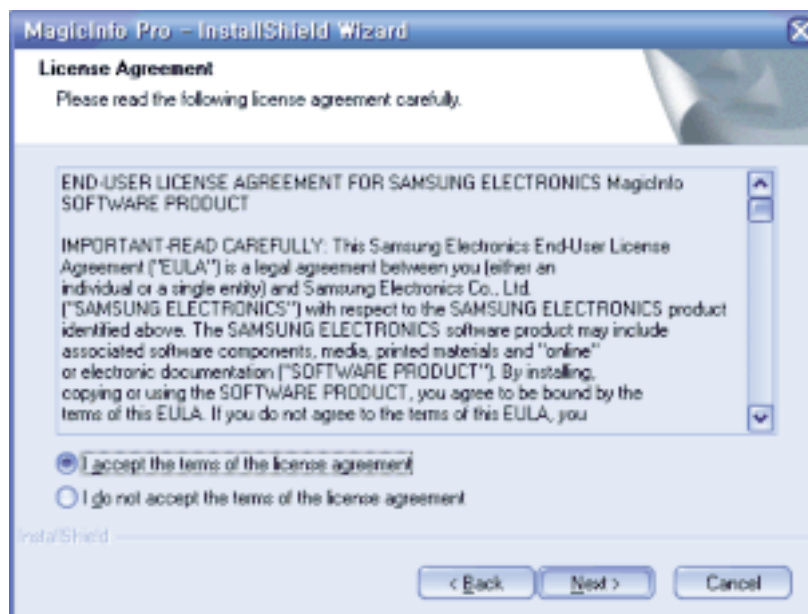 MagicInfo Pro - InstallShield Wizard
License Agreement
Please read the following license agreement carefully.
END-USER LICENSE AGREEMENT FOR SAMSUNG ELECTRONICS MagicInfo
SOFTWARE PRODUCT
IMPORTANT-READ CAREFULLY: This Samsung Electronics End-User License
Agreement ("EULA") is a legal agreement between you (either an
individual or a single entity) and Samsung Electronics Co., Ltd.
("SAMSUNG ELECTRONICS") with respect to the SAMSUNG ELECTRONICS product
identified above. The SAMSUNG ELECTRONICS software product may include
associated software components, media, printed materials and "online"
or electronic documentation ("SOFTWARE PRODUCT"). By installing,
copying or using the SOFTWARE PRODUCT, you agree to be bound by the
terms of this EULA. If you do not agree to the terms of this EULA, you
I accept the terms of the license agreement
I do not accept the terms of the license agreement
InstallShield
< Back Next > Cancel